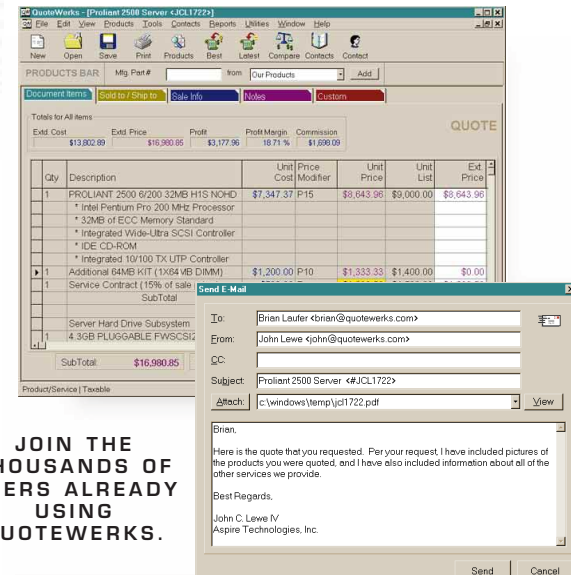 QuoteWerks - [Proliant 2500 Server <JCL1722>]
File Edit View Products Tools Contacts Reports Utilities Window Help
New Open Save Print Products Best Latest Compare Contacts Contact
PRODUCTS BAR Mfg. Part # from Our Products Add
Document Items Sold to / Ship to Sale Info Notes Custom
Totals for All items
QUOTE
Extd. Cost Extd. Price Profit Profit Margin Commission
$13,802.89 $16,980.85 $3,177.96 18.71 % $1,698.09
Qty Description Unit Cost Price Modifier Unit Price Unit List Ext. Price
1 PROLIANT 2500 6/200 32MB H1S NOHD $7,347.37 P15 $8,643.96 $9,000.00 $8,643.96
* Intel Pentium Pro 200 MHz Processor
* 32MB of ECC Memory Standard
* Integrated Wide-Ultra SCSI Controller
* IDE CD-ROM
* Integrated 10/100 TX UTP Controller
1 Additional 64MB KIT (1X64 MB DIMM) $1,200.00 P10 $1,333.33 $1,400.00 $0.00
1 Service Contract (15% of sale
SubTotal
Server Hard Drive Subsystem
1 4.3GB PLUGGABLE FWSCSI2
SubTotal: $16,980.85
Product/Service | Taxable
Send E-Mail
To: Brian Laufer <brian@quotewerks.com>
From: John Lewe <john@quotewerks.com>
CC:
Subject: Proliant 2500 Server <#JCL1722>
Attach: c:\windows\temp\jcl1722.pdf View
Brian,
Here is the quote that you requested. Per your request, I have included pictures of
the products you were quoted, and I have also included information about all of the
other services we provide.
Best Regards,
John C. Lewe IV
Aspire Technologies, Inc.
Send Cancel
JOIN THE
HOUSANDS OF
ERS ALREADY
USING
UOTEWERKS.